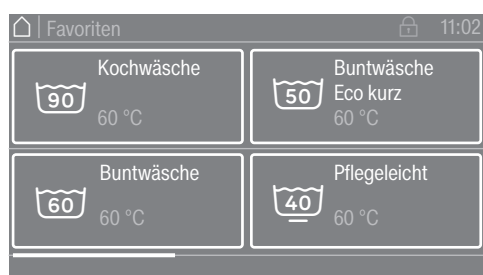 Favoriten 11:02
Kochwäsche
90
60 °C
Buntwäsche
Eco kurz
50
60 °C
Buntwäsche
60
60 °C
Pflegeleicht
40
60 °C